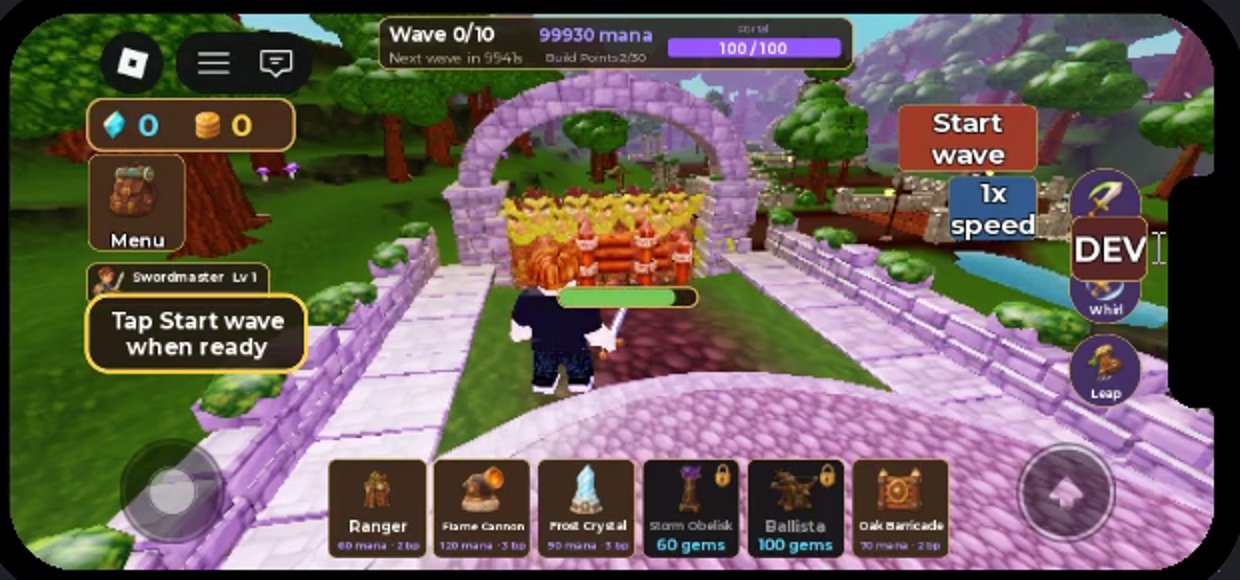 Wave 0/10
99930 mana
Portal
100/100
Next wave in 9941s
Build Points 2/30
0
0
Start
wave
1x
speed
Menu
DEV
Swordmaster Lv 1
Whirl
Tap Start wave
when ready
Leap
Ranger
Flame Cannon
Frost Crystal
Storm Obelisk
Ballista
Oak Barricade
60 mana · 2 bp
120 mana · 3 bp
90 mana · 3 bp
60 gems
100 gems
70 mana · 2 bp